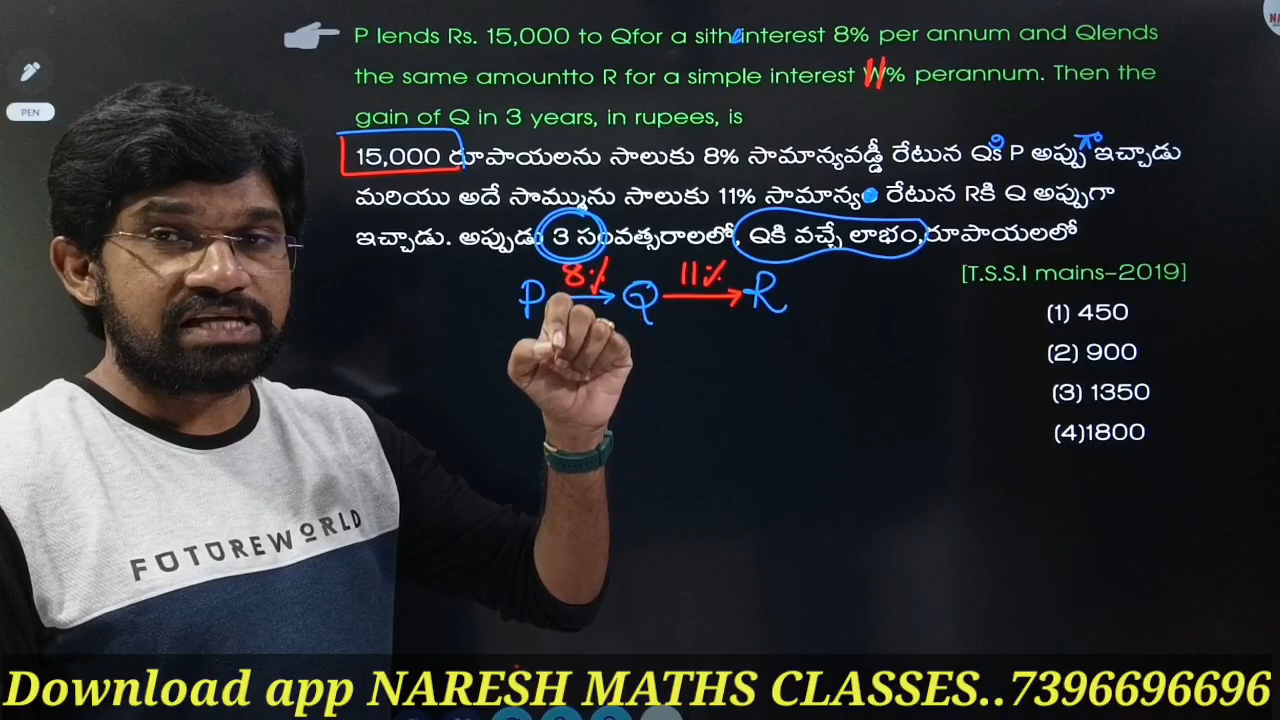 P lends Rs. 15,000 to Qfor a sith interest 8% per annum and Qlends
the same amountto R for a simple interest 11% perannum. Then the
gain of Q in 3 years, in rupees, is
15,000 రూపాయలను సాలుకు 8% సామాన్యవడ్డీ రేటున Qకి P అప్పుగా ఇచ్చాడు
మరియు అదే సొమ్మును సాలుకు 11% సామాన్య రేటున Rకి Q అప్పుగా
ఇచ్చాడు. అప్పుడు 3 సంవత్సరాలలో, Qకి వచ్చే లాభం,రూపాయలలో
8% 11%
P Q R
[T.S.S.I mains-2019]
(1) 450
(2) 900
(3) 1350
(4)1800
PEN
FUTUREWORLD
Download app NARESH MATHS CLASSES..7396696696